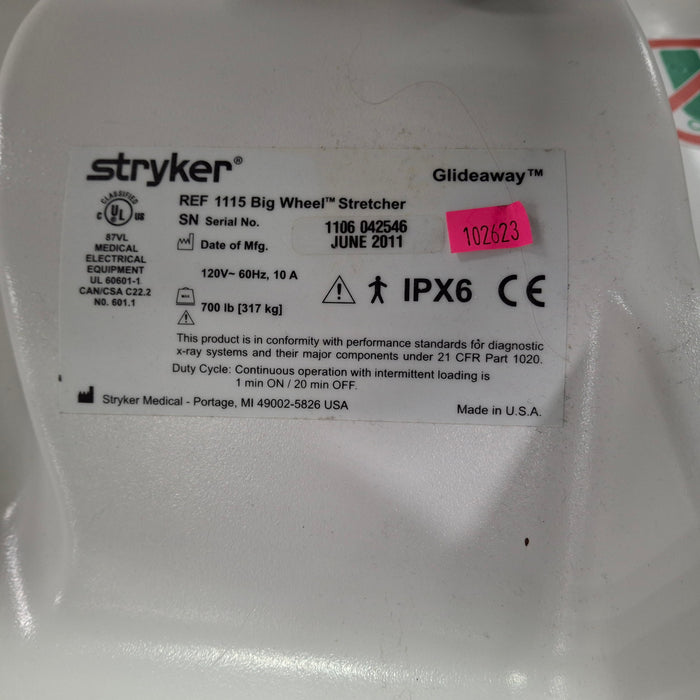 stryker®
Glideaway™
REF 1115 Big Wheel™ Stretcher
SN Serial No. 1106 042546
Date of Mfg. JUNE 2011
102623
CLASSIFIED
C UL US
87VL
MEDICAL
ELECTRICAL
EQUIPMENT
UL 60601-1
CAN/CSA C22.2
NO. 601.1
120V~ 60Hz, 10 A
700 lb [317 kg]
IPX6 CE
This product is in conformity with performance standards for diagnostic
x-ray systems and their major components under 21 CFR Part 1020.
Duty Cycle: Continuous operation with intermittent loading is
1 min ON / 20 min OFF.
Stryker Medical - Portage, MI 49002-5826 USA
Made in U.S.A.